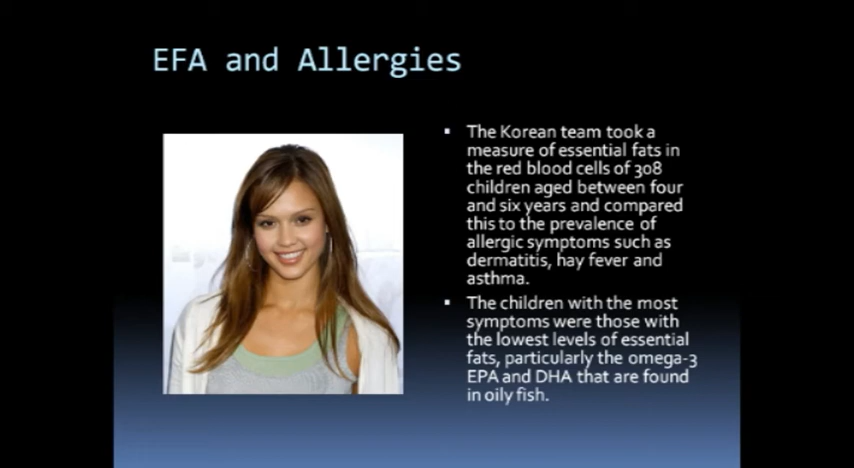 EFA and Allergies
The Korean team took a
measure of essential fats in
the red blood cells of 308
children aged between four
and six years and compared
this to the prevalence of
allergic symptoms such as
dermatitis, hay fever and
asthma.
The children with the most
symptoms were those with
the lowest levels of essential
fats, particularly the omega-3
EPA and DHA that are found
in oily fish.